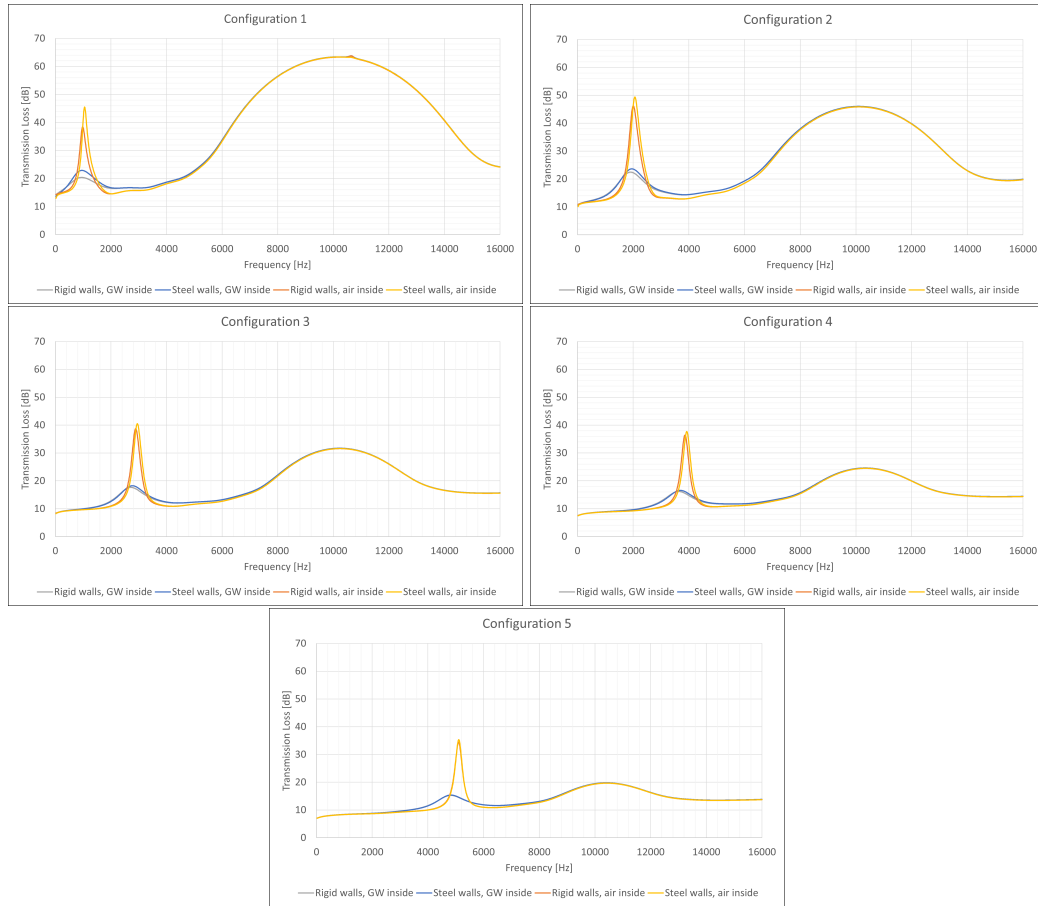 Configuration 1
70
60
50
40
30
20
10
0
Transmission Loss [dB]
0 2000 4000 6000 8000 10000 12000 14000 16000
Frequency [Hz]
Rigid walls, GW inside Steel walls, GW inside Rigid walls, air inside Steel walls, air inside
Configuration 2
70
60
50
40
30
20
10
0
Transmission Loss [dB]
0 2000 4000 6000 8000 10000 12000 14000 16000
Frequency [Hz]
Rigid walls, GW inside Steel walls, GW inside Rigid walls, air inside Steel walls, air inside
Configuration 3
70
60
50
40
30
20
10
0
Transmission Loss [dB]
0 2000 4000 6000 8000 10000 12000 14000 16000
Frequency [Hz]
Rigid walls, GW inside Steel walls, GW inside Rigid walls, air inside Steel walls, air inside
Configuration 4
70
60
50
40
30
20
10
0
Transmission Loss [dB]
0 2000 4000 6000 8000 10000 12000 14000 16000
Frequency [Hz]
Rigid walls, GW inside Steel walls, GW inside Rigid walls, air inside Steel walls, air inside
Configuration 5
70
60
50
40
30
20
10
0
Transmission Loss [dB]
0 2000 4000 6000 8000 10000 12000 14000 16000
Frequency [Hz]
Rigid walls, GW inside Steel walls, GW inside Rigid walls, air inside Steel walls, air inside